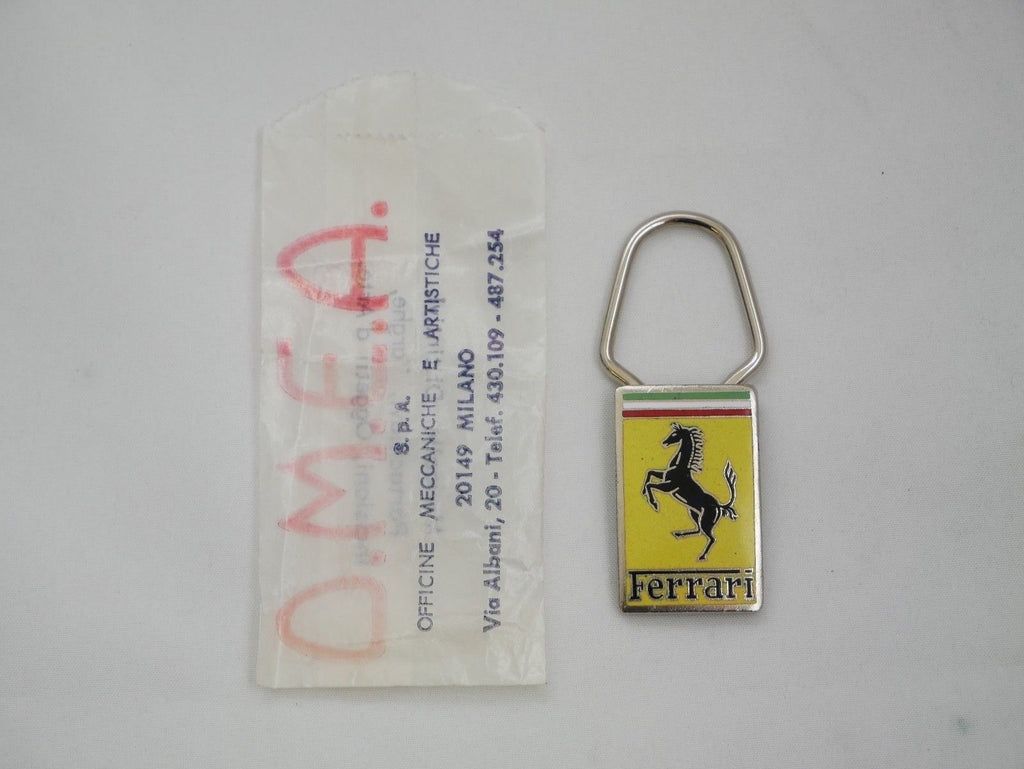 O.M.E.A.
S.p.A.
OFFICINE MECCANICHE E ARTISTICHE
20149 MILANO
Via Albani, 20 - Telef. 430.109 - 487.254
Ferrari